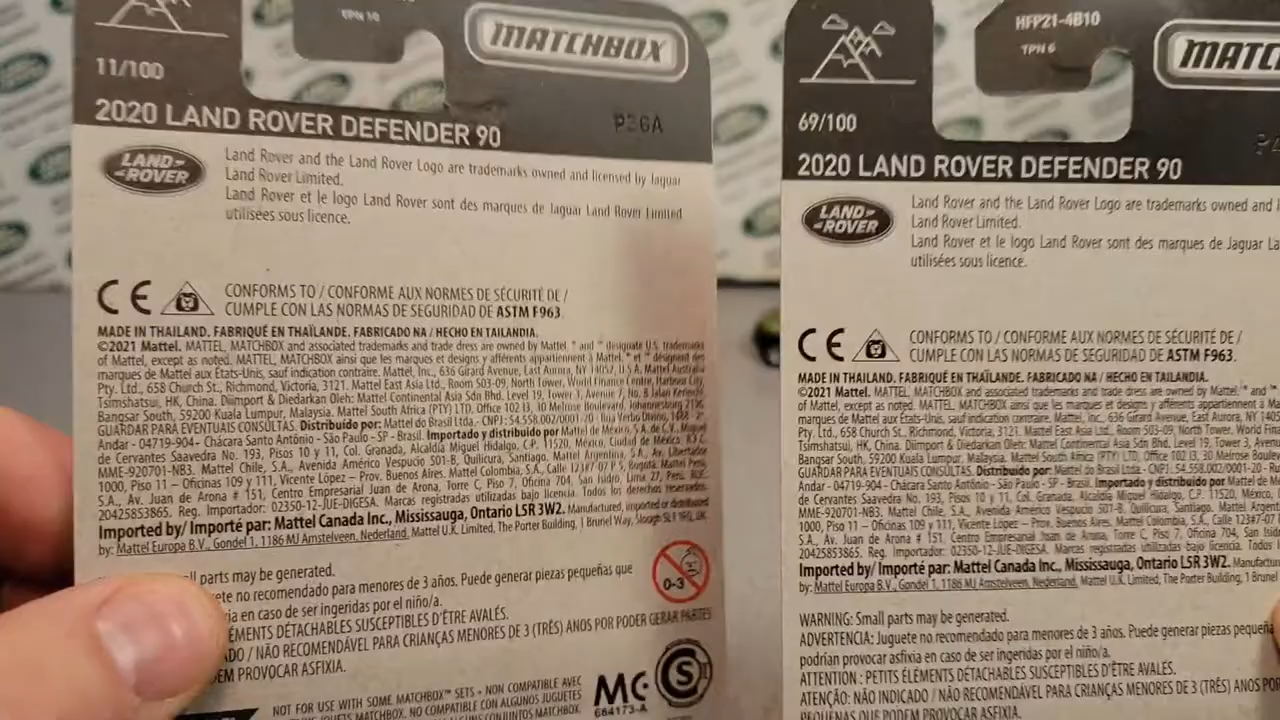 TPN 10
MATCHBOX
11/100
2020 LAND ROVER DEFENDER 90
P36A
LAND-
-ROVER
Land Rover and the Land Rover Logo are trademarks owned and licensed by Jaguar
Land Rover Limited.
Land Rover et le logo Land Rover sont des marques de Jaguar Land Rover Limited
utilisées sous licence.
CE
CONFORMS TO / CONFORME AUX NORMES DE SÉCURITÉ DE /
CUMPLE CON LAS NORMAS DE SEGURIDAD DE ASTM F963.
MADE IN THAILAND. FABRIQUÉ EN THAÏLANDE. FABRICADO NA / HECHO EN TAILANDIA.
©2021 Mattel. MATTEL, MATCHBOX and associated trademarks and trade dress are owned by Mattel. ® and ™ designate U.S. trademarks
of Mattel, except as noted. MATTEL, MATCHBOX ainsi que les marques et designs y afférents appartiennent à Mattel. ® et ™ désignent des
marques de Mattel aux États-Unis, sauf indication contraire. Mattel, Inc., 636 Girard Avenue, East Aurora, NY 14052, U.S.A. Mattel Australia
Pty. Ltd., 658 Church St., Richmond, Victoria, 3121. Mattel East Asia Ltd., Room 503-09, North Tower, World Finance Centre, Harbour City,
Tsimshatsui, HK, China. Diimport & Diedarkan Oleh: Mattel Continental Asia Sdn Bhd. Level 19, Tower 3, Avenue 7, No. 8 Jalan Kerinchi,
Bangsar South, 59200 Kuala Lumpur, Malaysia. Mattel South Africa (PTY) LTD, Office 102 I3, 30 Melrose Boulevard, Johannesburg 2196.
GUARDAR PARA EVENTUAIS CONSULTAS. Distribuido por: Mattel do Brasil Ltda.- CNPJ: 54.558.002/0001- Rua Verbo Divino, 1488 - 2º
Andar - 04719-904 - Chácara Santo Antônio - São Paulo - SP - Brasil. Importado y distribuido por: Mattel de México, S.A. de C.V., Miguel
de Cervantes Saavedra No. 193, Pisos 10 y 11, Col. Granada, Alcaldía Miguel Hidalgo, C.P. 11520, México, Ciudad de México. R.F.C.
MME-920701-NB3. Mattel Chile, S.A., Avenida Américo Vespucio 501-B, Quilicura, Santiago. Mattel Argentina, S.A., Av. Libertador
1000, Piso 11 – Oficinas 109 y 111, Vicente López – Prov. Buenos Aires. Mattel Colombia, S.A., Calle 123#7-07 P.5, Bogotá. Mattel Perú,
S.A., Av. Juan de Arona # 151, Centro Empresarial Juan de Arona, Torre C, Piso 7, Oficina 704, San Isidro, Lima 27, Perú. RUC:
20425853865. Reg. Importador: 02350-12-JUE-DIGESA. Marcas registradas utilizadas bajo licencia. Todos los derechos reservados.
Imported by/ Importé par: Mattel Canada Inc., Mississauga, Ontario L5R 3W2. Manufactured, imported or distributed
by: Mattel Europa B.V., Gondel 1, 1186 MJ Amstelveen, Nederland. Mattel U.K. Limited, The Porter Building, 1 Brunel Way, Slough SL1 1FQ, UK.
ll parts may be generated.
uete no recomendado para menores de 3 años. Puede generar piezas pequeñas que
ría en caso de ser ingeridas por el niño/a.
ÉLÉMENTS DÉTACHABLES SUSCEPTIBLES D'ÊTRE AVALÉS.
ADO / NÃO RECOMENDÁVEL PARA CRIANÇAS MENORES DE 3 (TRÊS) ANOS POR PODER GERAR PARTES
DEM PROVOCAR ASFIXIA.
0-3
NOT FOR USE WITH SOME MATCHBOX™ SETS • NON COMPATIBLE AVEC
JOUETS MATCHBOX. NO COMPATIBLE CON ALGUNOS JUGUETES
CONJUNTOS MATCHBOX.
MC
664173-A
S
HFP21-4B10
TPN 6
MATC
69/100
2020 LAND ROVER DEFENDER 90
LAND-
-ROVER
Land Rover and the Land Rover Logo are trademarks owned and l
Land Rover Limited.
Land Rover et le logo Land Rover sont des marques de Jaguar La
utilisées sous licence.
CE
CONFORMS TO / CONFORME AUX NORMES DE SÉCURITÉ DE /
CUMPLE CON LAS NORMAS DE SEGURIDAD DE ASTM F963.
MADE IN THAILAND. FABRIQUÉ EN THAÏLANDE. FABRICADO NA / HECHO EN TAILANDIA.
©2021 Mattel. MATTEL, MATCHBOX and associated trademarks and trade dress are owned by Mattel. ® and ™
of Mattel, except as noted. MATTEL, MATCHBOX ainsi que les marques et designs y afférents appartiennent à Ma
marques de Mattel aux États-Unis, sauf indication contraire. Mattel, Inc., 636 Girard Avenue, East Aurora, NY 140
Pty. Ltd., 658 Church St., Richmond, Victoria, 3121. Mattel East Asia Ltd., Room 503-09, North Tower, World Fina
Tsimshatsui, HK, China. Diimport & Diedarkan Oleh: Mattel Continental Asia Sdn Bhd. Level 19, Tower 3, Avenu
Bangsar South, 59200 Kuala Lumpur, Malaysia. Mattel South Africa (PTY) LTD, Office 102 I3, 30 Melrose Boulev
GUARDAR PARA EVENTUAIS CONSULTAS. Distribuido por: Mattel do Brasil Ltda.- CNPJ: 54.558.002/0001-20 - Ru
Andar - 04719-904 - Chácara Santo Antônio - São Paulo - SP - Brasil. Importado y distribuido por: Mattel de Mé
de Cervantes Saavedra No. 193, Pisos 10 y 11, Col. Granada, Alcaldía Miguel Hidalgo, C.P. 11520, México,
MME-920701-NB3. Mattel Chile, S.A., Avenida Américo Vespucio 501-B, Quilicura, Santiago. Mattel Argent
1000, Piso 11 – Oficinas 109 y 111, Vicente López – Prov. Buenos Aires. Mattel Colombia, S.A., Calle 123#7-07 P
S.A., Av. Juan de Arona # 151, Centro Empresarial Juan de Arona, Torre C, Piso 7, Oficina 704, San Isid
20425853865. Reg. Importador: 02350-12-JUE-DIGESA. Marcas registradas utilizadas bajo licencia. Todos l
Imported by/ Importé par: Mattel Canada Inc., Mississauga, Ontario L5R 3W2. Manufactur
by: Mattel Europa B.V., Gondel 1, 1186 MJ Amstelveen, Nederland. Mattel U.K. Limited, The Porter Building, 1 Brunel
WARNING: Small parts may be generated.
ADVERTENCIA: Juguete no recomendado para menores de 3 años. Puede generar piezas pequeña
podrían provocar asfixia en caso de ser ingeridas por el niño/a.
ATTENTION : PETITS ÉLÉMENTS DÉTACHABLES SUSCEPTIBLES D'ÊTRE AVALÉS.
ATENÇÃO: NÃO INDICADO / NÃO RECOMENDÁVEL PARA CRIANÇAS MENORES DE 3 (TRÊS) ANOS POR
PEQUENAS QUE PODEM PROVOCAR ASFIXIA.